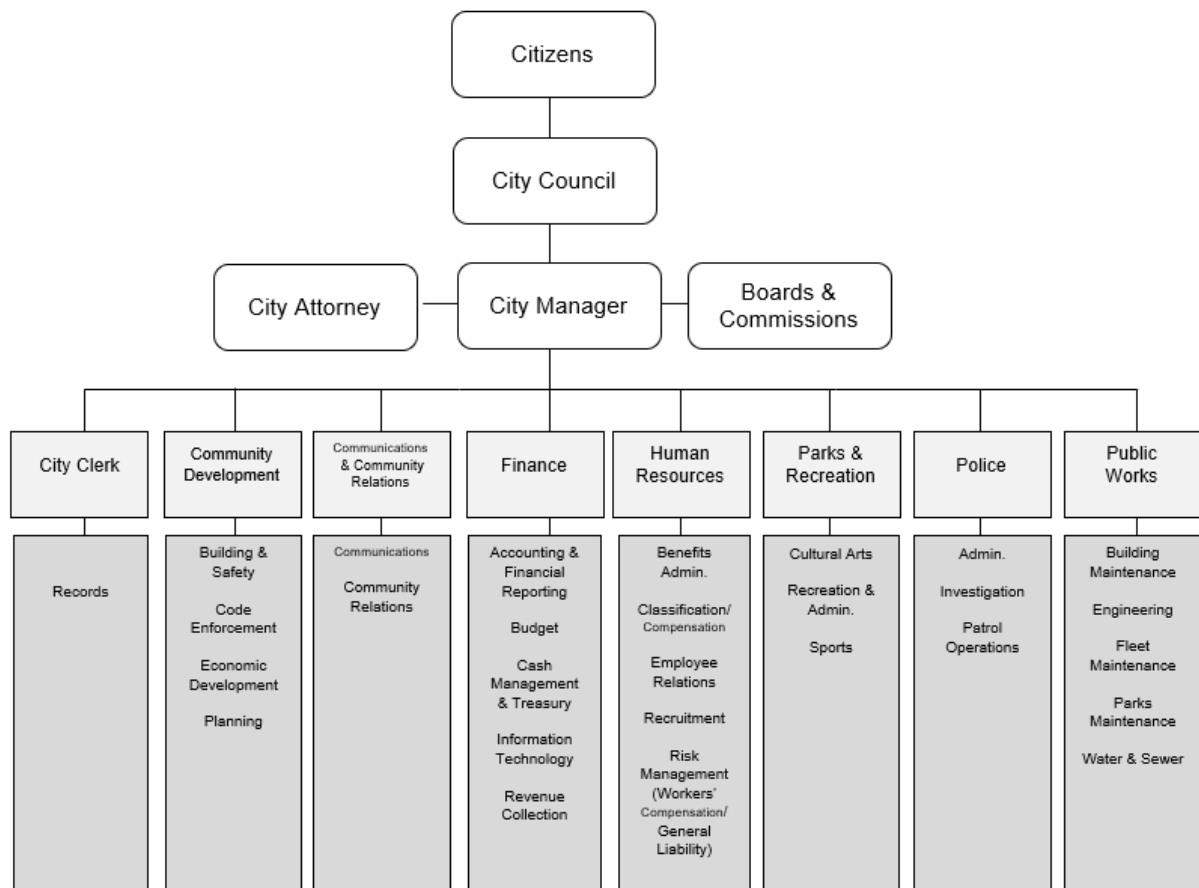 Citizens
City Council
City Attorney
City Manager
Boards &
Commissions
City Clerk
Community
Development
Communications
& Community
Relations
Finance
Human
Resources
Parks &
Recreation
Police
Public
Works
Records
Building &
Safety
Code
Enforcement
Economic
Development
Planning
Communications
Community
Relations
Accounting &
Financial
Reporting
Budget
Cash
Management
& Treasury
Information
Technology
Revenue
Collection
Benefits
Admin.
Classification/
Compensation
Employee
Relations
Recruitment
Risk
Management
(Workers'
Compensation/
General
Liability)
Cultural Arts
Recreation &
Admin.
Sports
Admin.
Investigation
Patrol
Operations
Building
Maintenance
Engineering
Fleet
Maintenance
Parks
Maintenance
Water & Sewer